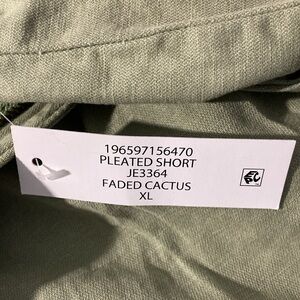 196597156470
PLEATED SHORT
JE3364
FADED CACTUS
XL